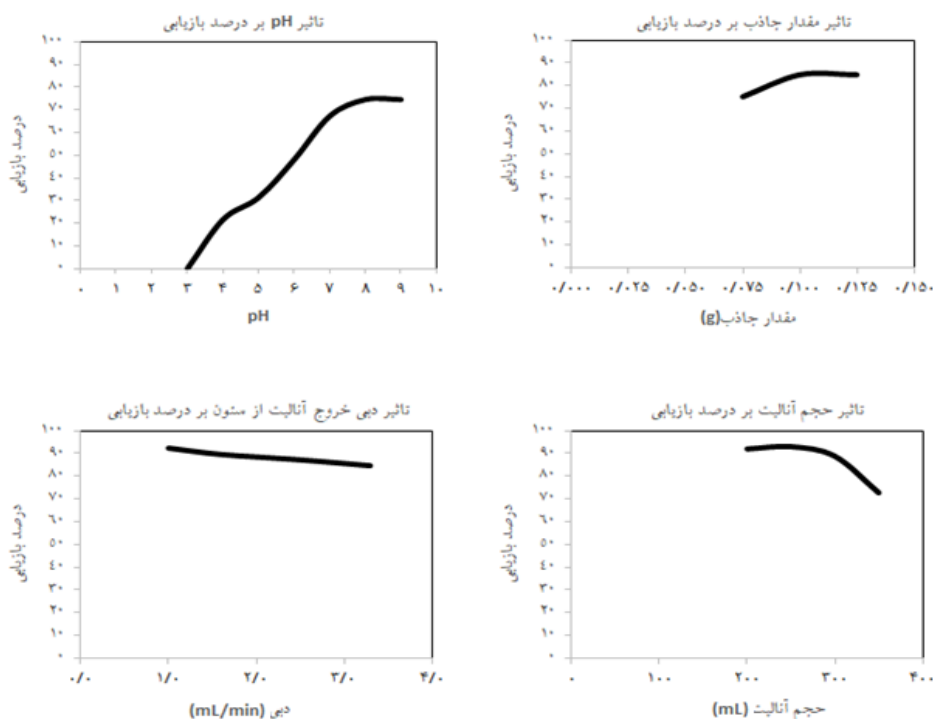 تاثیر pH بر درصد بازیابی
درصد بازیابی
۱۰۰
۹۰
۸۰
۷۰
۶۰
۵۰
۴۰
۳۰
۲۰
۱۰
۰
۰ ۱ ۲ ۳ ۴ ۵ ۶ ۷ ۸ ۹ ۱۰
pH
تاثیر مقدار جاذب بر درصد بازیابی
درصد بازیابی
۱۰۰
۹۰
۸۰
۷۰
۶۰
۵۰
۴۰
۳۰
۲۰
۱۰
۰
۰/۰۰۰ ۰/۰۲۵ ۰/۰۵۰ ۰/۰۷۵ ۰/۱۰۰ ۰/۱۲۵ ۰/۱۵۰
مقدار جاذب(g)
تاثیر دبی خروج آنالیت از ستون بر درصد بازیابی
درصد بازیابی
۱۰۰
۹۰
۸۰
۷۰
۶۰
۵۰
۴۰
۳۰
۲۰
۱۰
۰
۰/۰ ۱/۰ ۲/۰ ۳/۰ ۴/۰
دبی (mL/min)
تاثیر حجم آنالیت بر درصد بازیابی
درصد بازیابی
۱۰۰
۹۰
۸۰
۷۰
۶۰
۵۰
۴۰
۳۰
۲۰
۱۰
۰
۰ ۱۰۰ ۲۰۰ ۳۰۰ ۴۰۰
حجم آنالیت (mL)